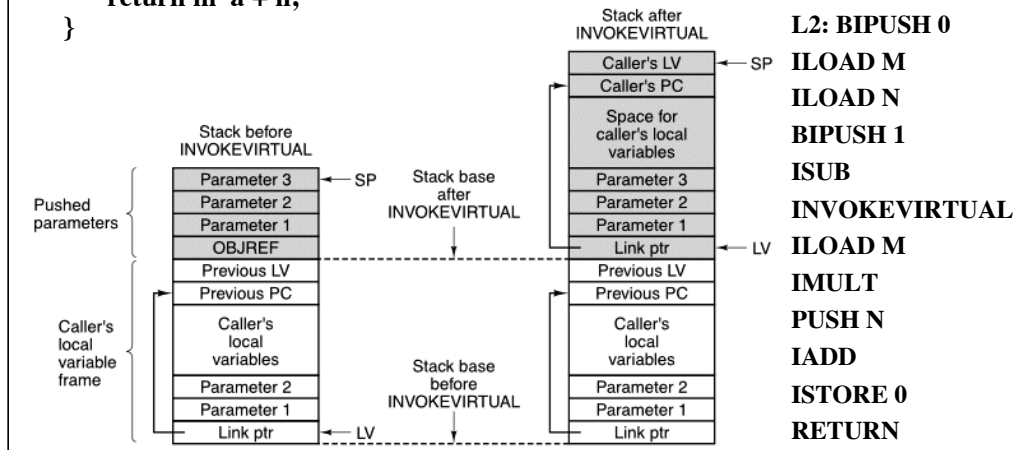 }
Stack after
INVOKEVIRTUAL
Caller's LV
SP
Caller's PC
Space for
caller's local
variables
Parameter 3
Parameter 2
Parameter 1
Link ptr
LV
Previous LV
Previous PC
Caller's
local
variables
Parameter 2
Parameter 1
Link ptr
Stack before
INVOKEVIRTUAL
Parameter 3
SP
Parameter 2
Parameter 1
OBJREF
Previous LV
Previous PC
Caller's
local
variables
Parameter 2
Parameter 1
Link ptr
LV
Pushed
parameters
Caller's
local
variable
frame
Stack base
after
INVOKEVIRTUAL
Stack base
before
INVOKEVIRTUAL
L2: BIPUSH 0
ILOAD M
ILOAD N
BIPUSH 1
ISUB
INVOKEVIRTUAL
ILOAD M
IMULT
PUSH N
IADD
ISTORE 0
RETURN